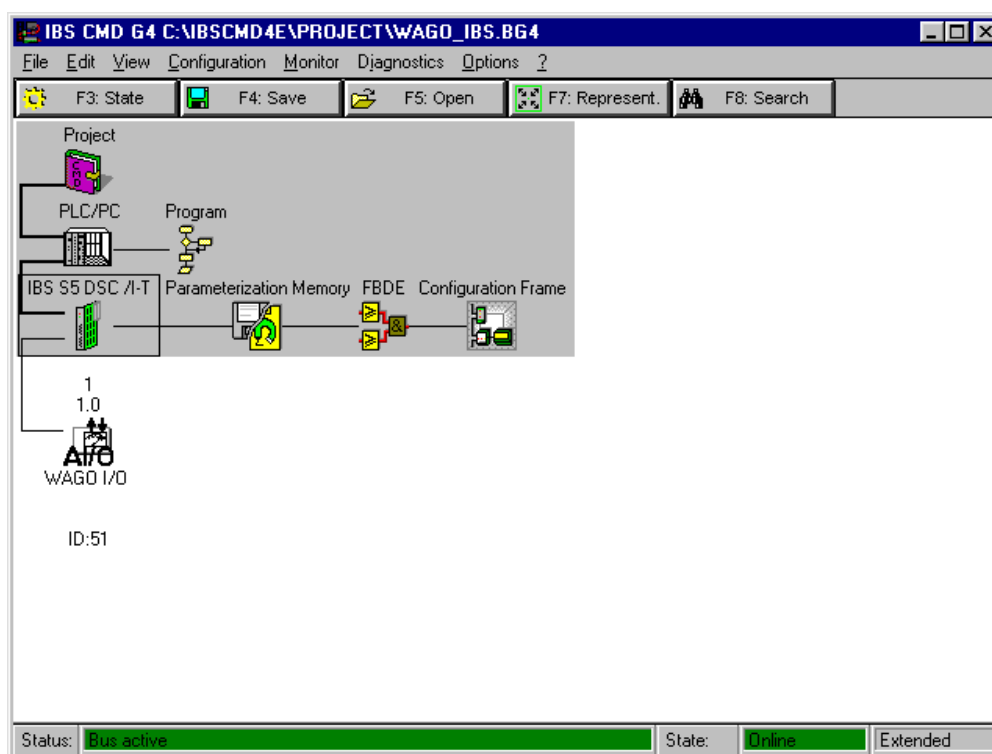 IBS CMD G4 C:\IBSCMD4E\PROJECT\WAGO_IBS.BG4
File Edit View Configuration Monitor Diagnostics Options ?
F3: State F4: Save F5: Open F7: Represent. F8: Search
Project
CMD
PLC/PC Program
IBS S5 DSC /I-T Parameterization Memory FBDE Configuration Frame
&
1
1.0
AI/O
WAGO I/O
ID:51
Status: Bus active State: Online Extended